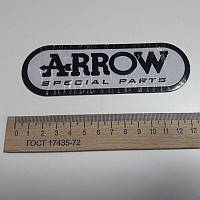 ARROW
SPECIAL PARTS
0 1 2 3 4 5 6 7 8 9 10 11 12 13
ГОСТ 17435-72